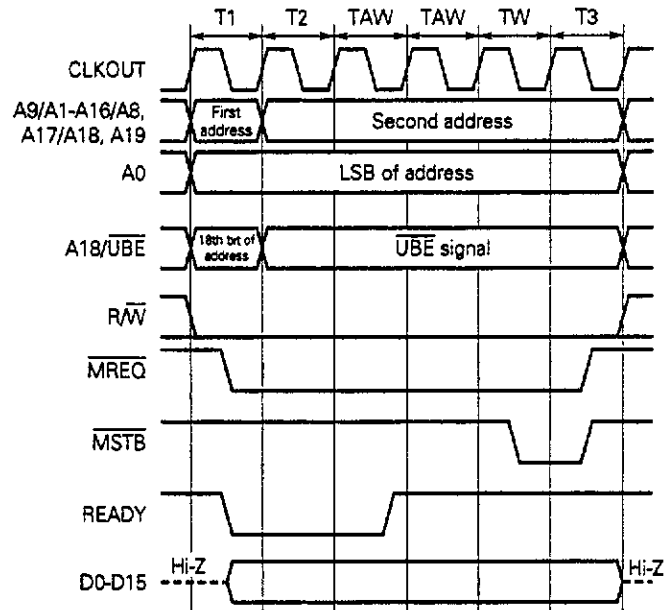 T1 T2 TAW TAW TW T3
CLKOUT
A9/A1-A16/A8,
A17/A18, A19
First
address
Second address
A0
LSB of address
A18/UBE
18th brt of
address
UBE signal
R/W
MREQ
MSTB
READY
D0-D15
Hi-Z
Hi-Z